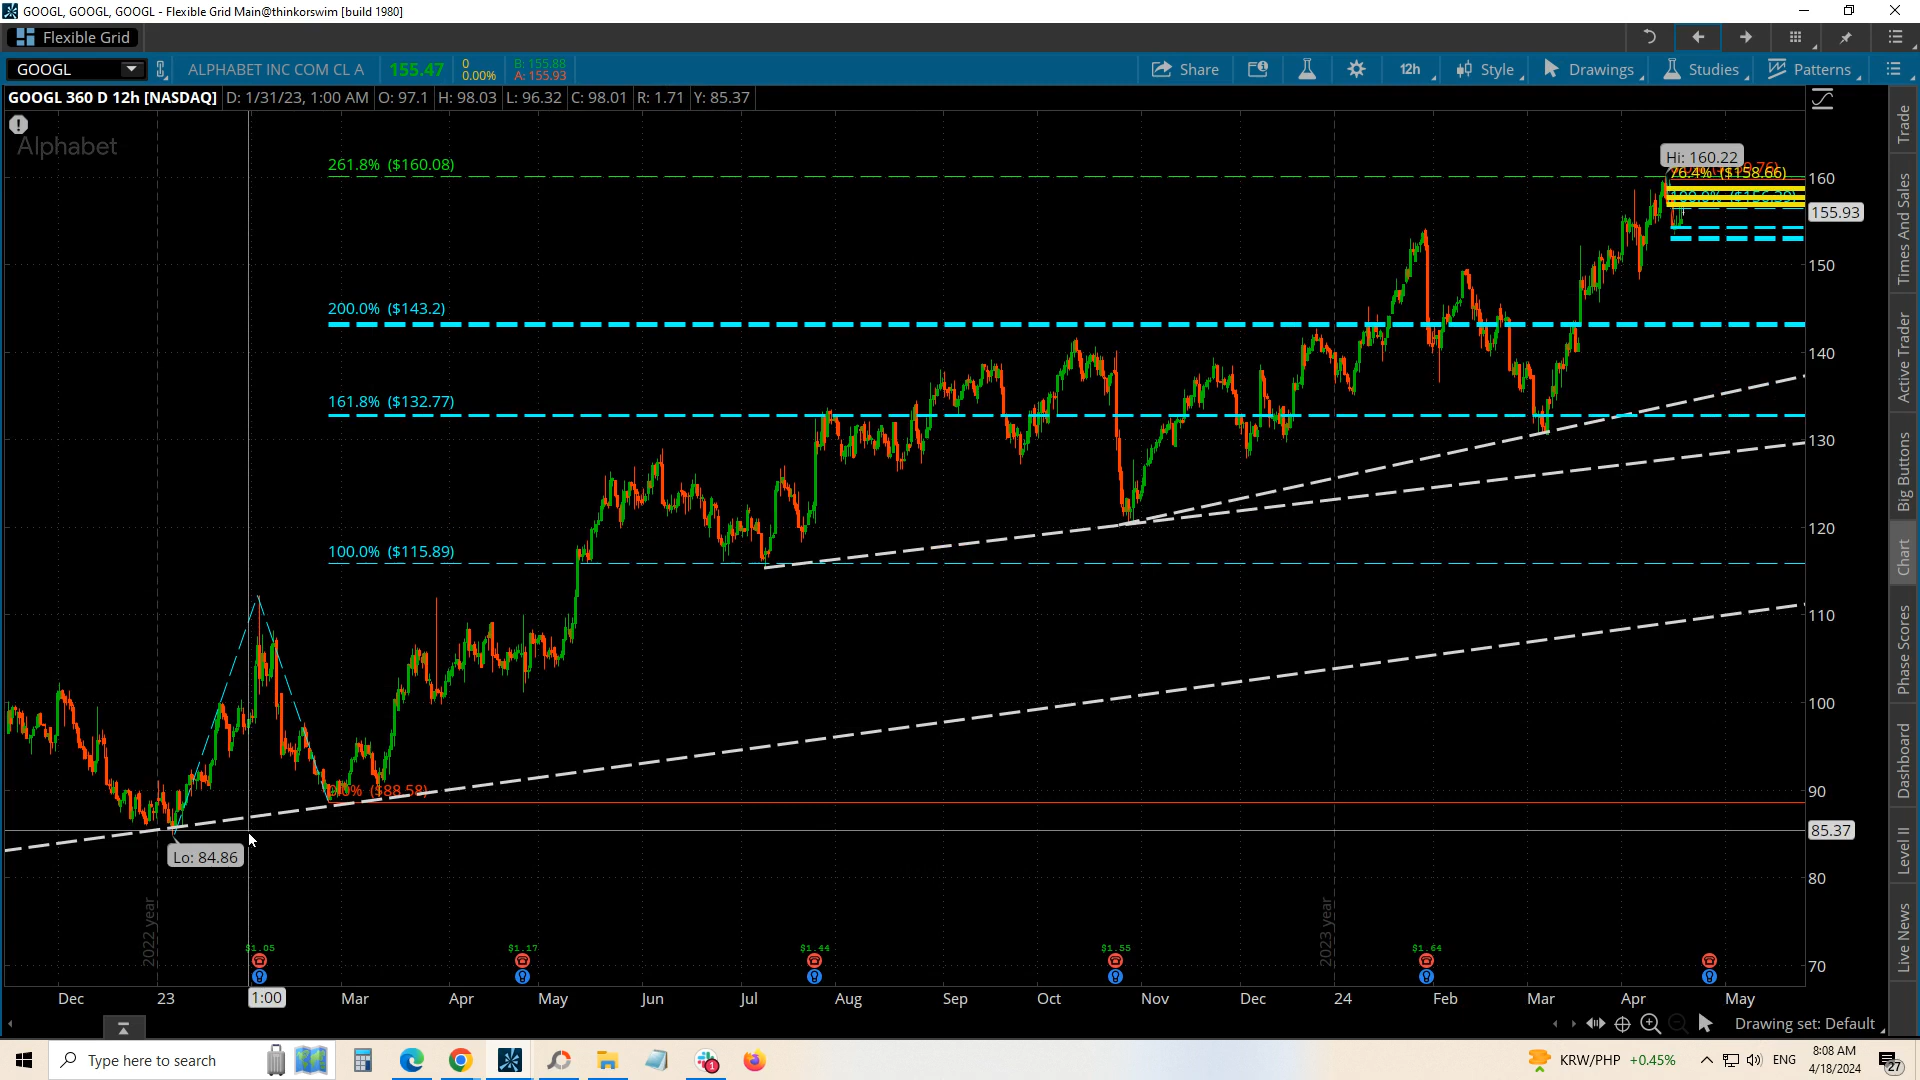 GOOGL, GOOGL, GOOGL - Flexible Grid Main@thinkorswim [build 1980]
Flexible Grid
GOOGL
ALPHABET INC COM CL A
155.47
0
0.00%
B: 155.88
A: 155.93
Share
12h
Style
Drawings
Studies
Patterns
GOOGL 360 D 12h [NASDAQ]
D: 1/31/23, 1:00 AM
O: 97.1
H: 98.03
L: 96.32
C: 98.01
R: 1.71
Y: 85.37
Alphabet
261.8% ($160.08)
Hi: 160.22
76.4% ($158.66)
160
155.93
150
200.0% ($143.2)
140
161.8% ($132.77)
130
120
100.0% ($115.89)
110
100
0.0% ($88.58)
90
85.37
Lo: 84.86
80
70
2022 year
2023 year
$1.05
$1.17
$1.44
$1.55
$1.64
Dec
23
1:00
Mar
Apr
May
Jun
Jul
Aug
Sep
Oct
Nov
Dec
24
Feb
Mar
Apr
May
Trade
Times And Sales
Active Trader
Big Buttons
Chart
Phase Scores
Dashboard
Level II
Live News
Drawing set: Default
Type here to search
1
KRW/PHP +0.45%
ENG
8:08 AM
4/18/2024
27